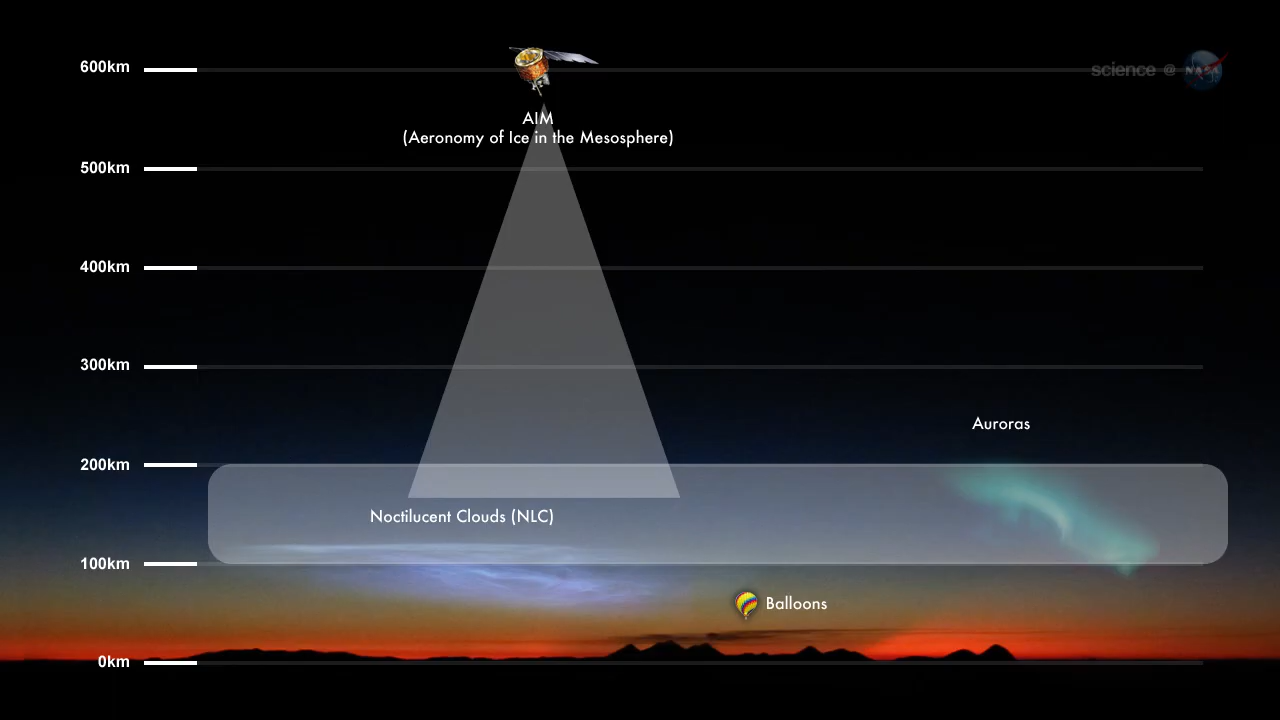 600km
science @ NASA
AIM
(Aeronomy of Ice in the Mesosphere)
500km
400km
300km
Auroras
200km
Noctilucent Clouds (NLC)
100km
Balloons
0km